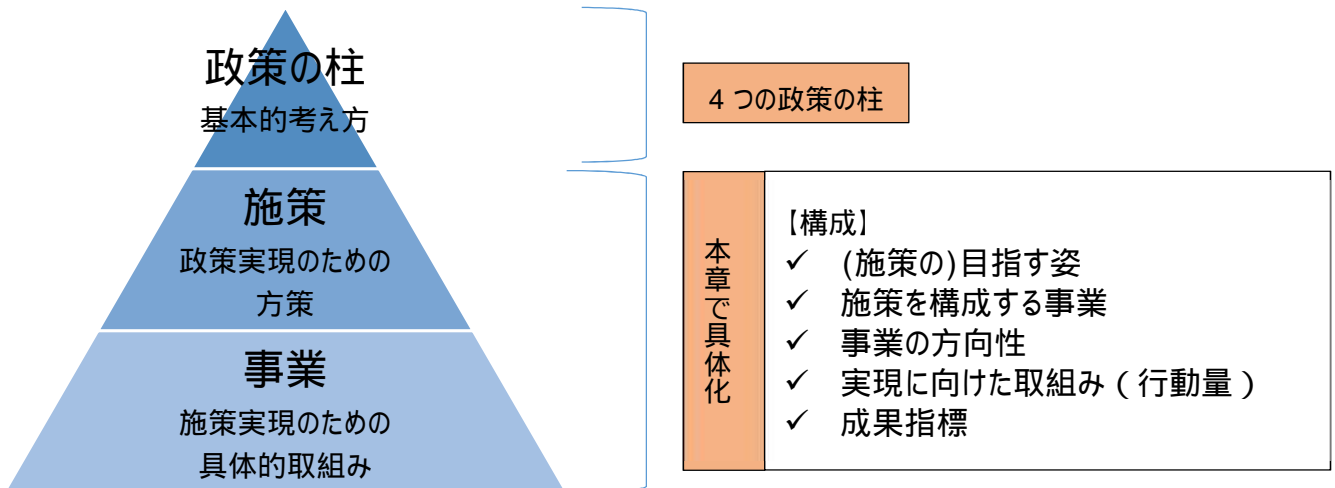 政策の柱
基本的考え方
施策
政策実現のための
方策
事業
施策実現のための
具体的取組み
4つの政策の柱
本章で具体化
【構成】
✓ (施策の)目指す姿
✓ 施策を構成する事業
✓ 事業の方向性
✓ 実現に向けた取組み(行動量)
✓ 成果指標